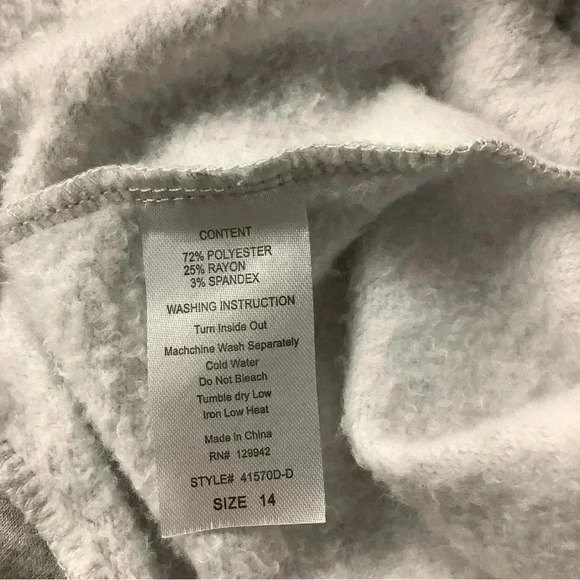 CONTENT
72% POLYESTER
25% RAYON
3% SPANDEX
WASHING INSTRUCTION
Turn Inside Out
Machchine Wash Separately
Cold Water
Do Not Bleach
Tumble dry Low
Iron Low Heat
Made in China
RN# 129942
STYLE# 41570D-D
SIZE 14